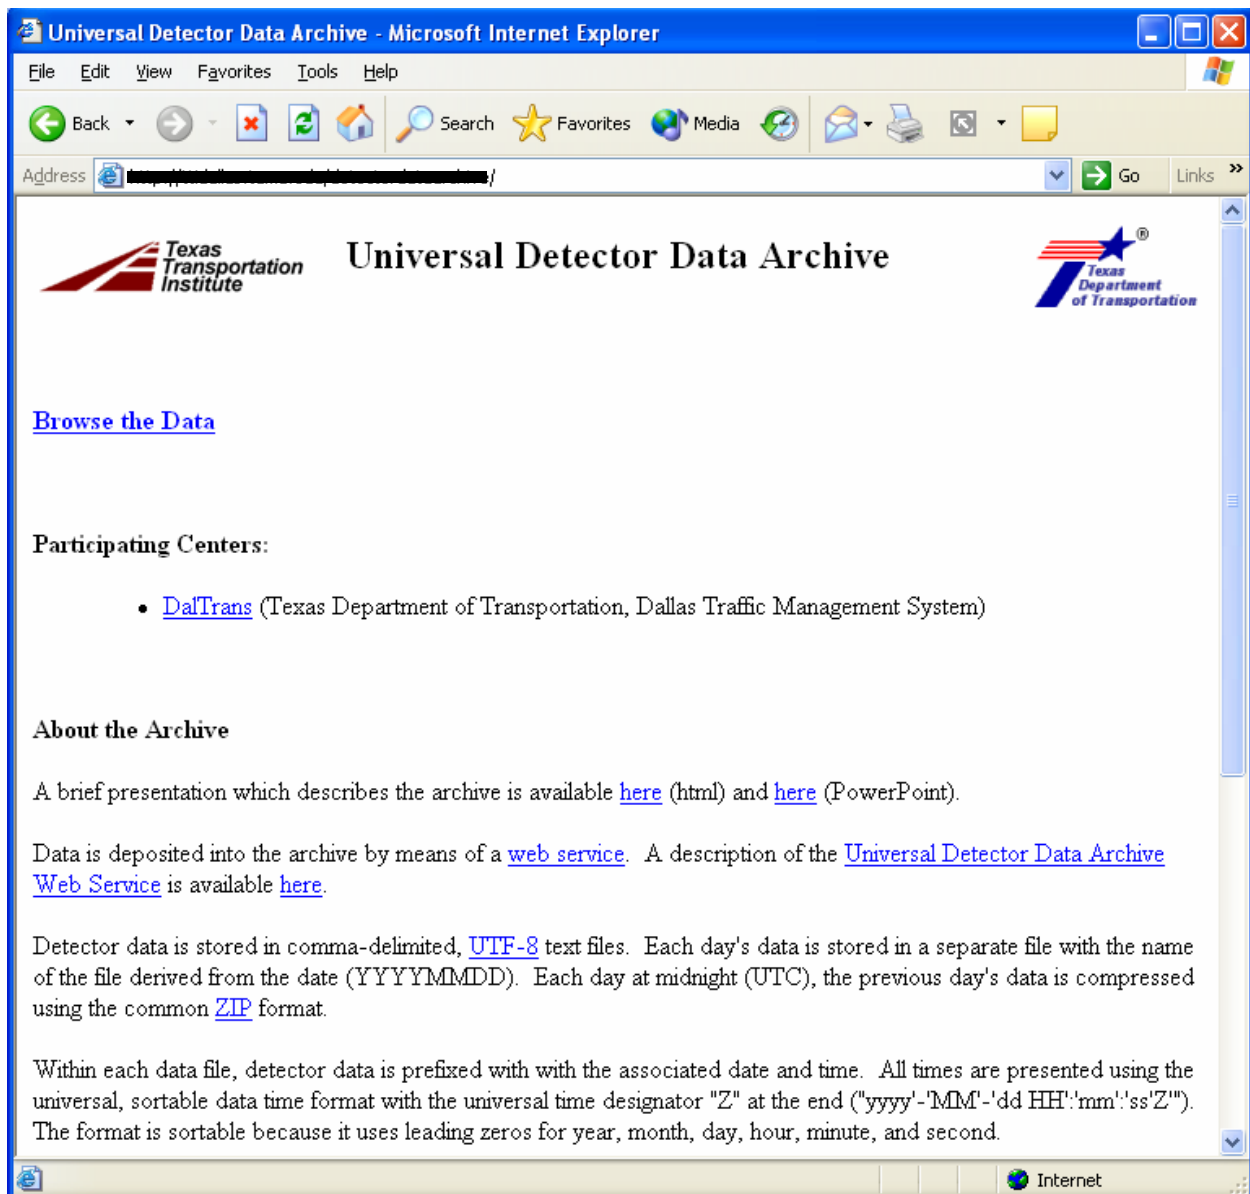 Universal Detector Data Archive - Microsoft Internet Explorer
File Edit View Favorites Tools Help
Back Search Favorites Media
Address / Go Links »
Texas
Transportation
Institute
Universal Detector Data Archive
®
Texas
Department
of Transportation
Browse the Data
Participating Centers:
• DalTrans (Texas Department of Transportation, Dallas Traffic Management System)
About the Archive
A brief presentation which describes the archive is available here (html) and here (PowerPoint).
Data is deposited into the archive by means of a web service.  A description of the Universal Detector Data Archive
Web Service is available here.
Detector data is stored in comma-delimited, UTF-8 text files.  Each day's data is stored in a separate file with the name
of the file derived from the date (YYYYMMDD).  Each day at midnight (UTC), the previous day's data is compressed
using the common ZIP format.
Within each data file, detector data is prefixed with with the associated date and time.  All times are presented using the
universal, sortable data time format with the universal time designator "Z" at the end ("yyyy'-'MM'-'dd HH':'mm':'ss'Z'").
The format is sortable because it uses leading zeros for year, month, day, hour, minute, and second.
Internet